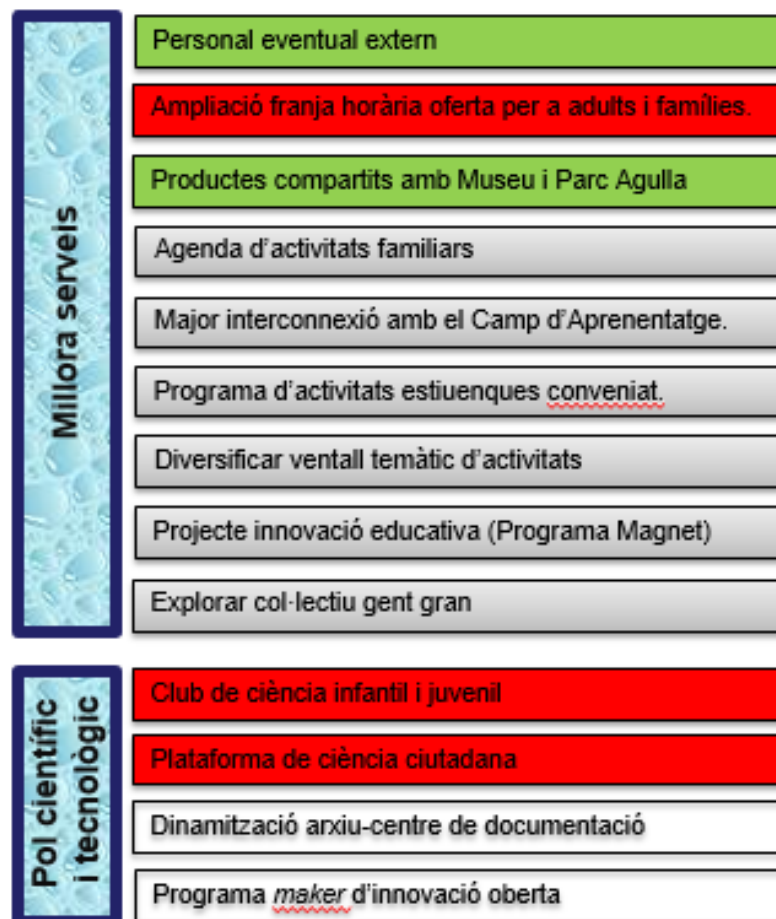 Millora serveis
Personal eventual extern
Ampliació franja horària oferta per a adults i famílies.
Productes compartits amb Museu i Parc Agulla
Agenda d’activitats familiars
Major interconnexió amb el Camp d’Aprenentatge.
Programa d’activitats estiuenques conveniat.
Diversificar ventall temàtic d’activitats
Projecte innovació educativa (Programa Magnet)
Explorar col·lectiu gent gran
Pol científic
i tecnològic
Club de ciència infantil i juvenil
Plataforma de ciència ciutadana
Dinamització arxiu-centre de documentació
Programa maker d’innovació oberta